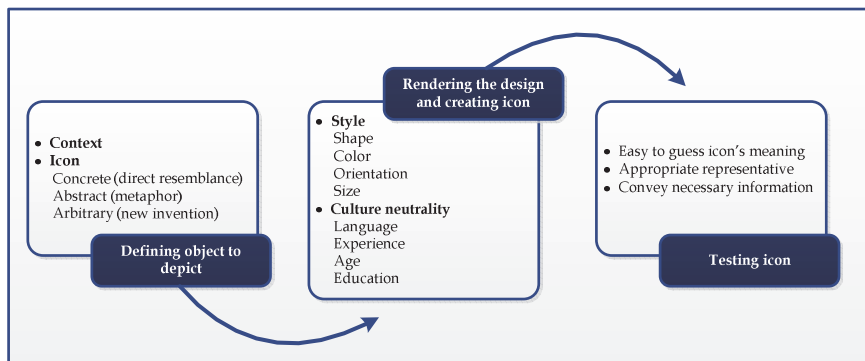 • Context
• Icon
Concrete (direct resemblance)
Abstract (metaphor)
Arbitrary (new invention)
Defining object to
depict
Rendering the design
and creating icon
• Style
Shape
Color
Orientation
Size
• Culture neutrality
Language
Experience
Age
Education
• Easy to guess icon's meaning
• Appropriate representative
• Convey necessary information
Testing icon